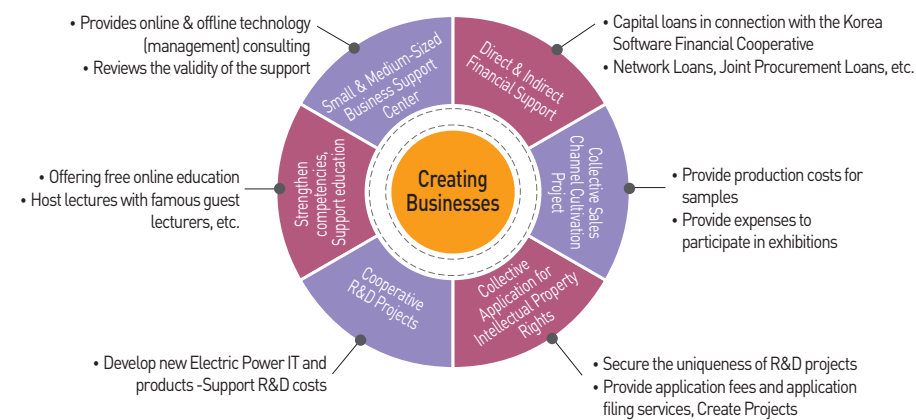 • Provides online & offline technology
(management) consulting
• Reviews the validity of the support
Small & Medium-Sized
Business Support
Center
Direct & Indirect
Financial Support
• Capital loans in connection with the Korea
Software Financial Cooperative
• Network Loans, Joint Procurement Loans, etc.
• Offering free online education
• Host lectures with famous guest
lecturers, etc.
Strengthen
competencies,
Support education
Creating
Businesses
Collective Sales
Channel Cultivation
Project
• Provide production costs for
samples
• Provide expenses to
participate in exhibitions
Cooperative
R&D Projects
Collective
Application for
Intellectual Property
Rights
• Develop new Electric Power IT and
products -Support R&D costs
• Secure the uniqueness of R&D projects
• Provide application fees and application
filing services, Create Projects